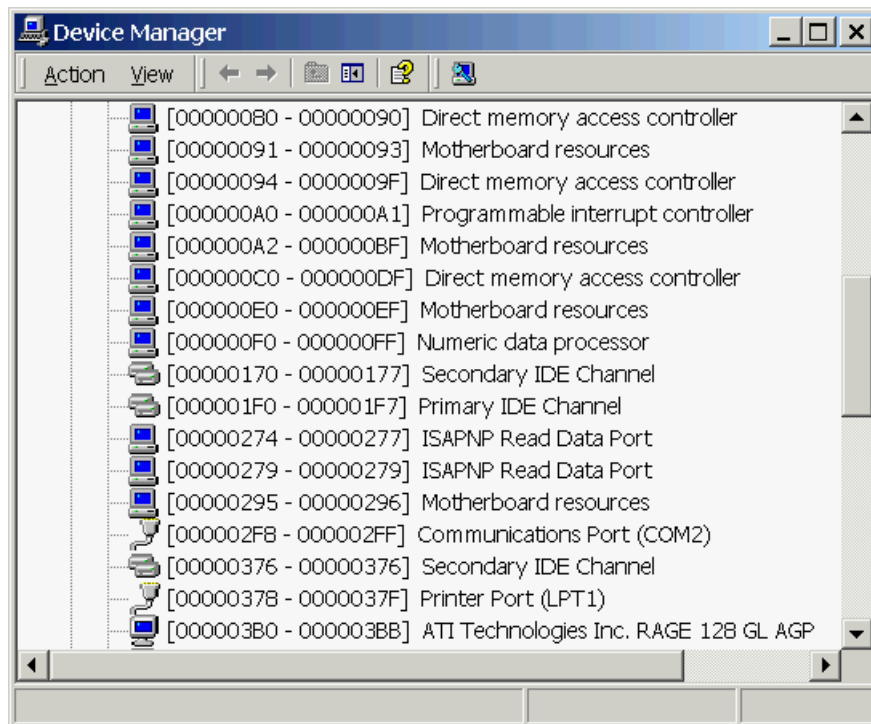 Device Manager
Action View
[00000080 - 00000090] Direct memory access controller
[00000091 - 00000093] Motherboard resources
[00000094 - 0000009F] Direct memory access controller
[000000A0 - 000000A1] Programmable interrupt controller
[000000A2 - 000000BF] Motherboard resources
[000000C0 - 000000DF] Direct memory access controller
[000000E0 - 000000EF] Motherboard resources
[000000F0 - 000000FF] Numeric data processor
[00000170 - 00000177] Secondary IDE Channel
[000001F0 - 000001F7] Primary IDE Channel
[00000274 - 00000277] ISAPNP Read Data Port
[00000279 - 00000279] ISAPNP Read Data Port
[00000295 - 00000296] Motherboard resources
[000002F8 - 000002FF] Communications Port (COM2)
[00000376 - 00000376] Secondary IDE Channel
[00000378 - 0000037F] Printer Port (LPT1)
[000003B0 - 000003BB] ATI Technologies Inc. RAGE 128 GL AGP